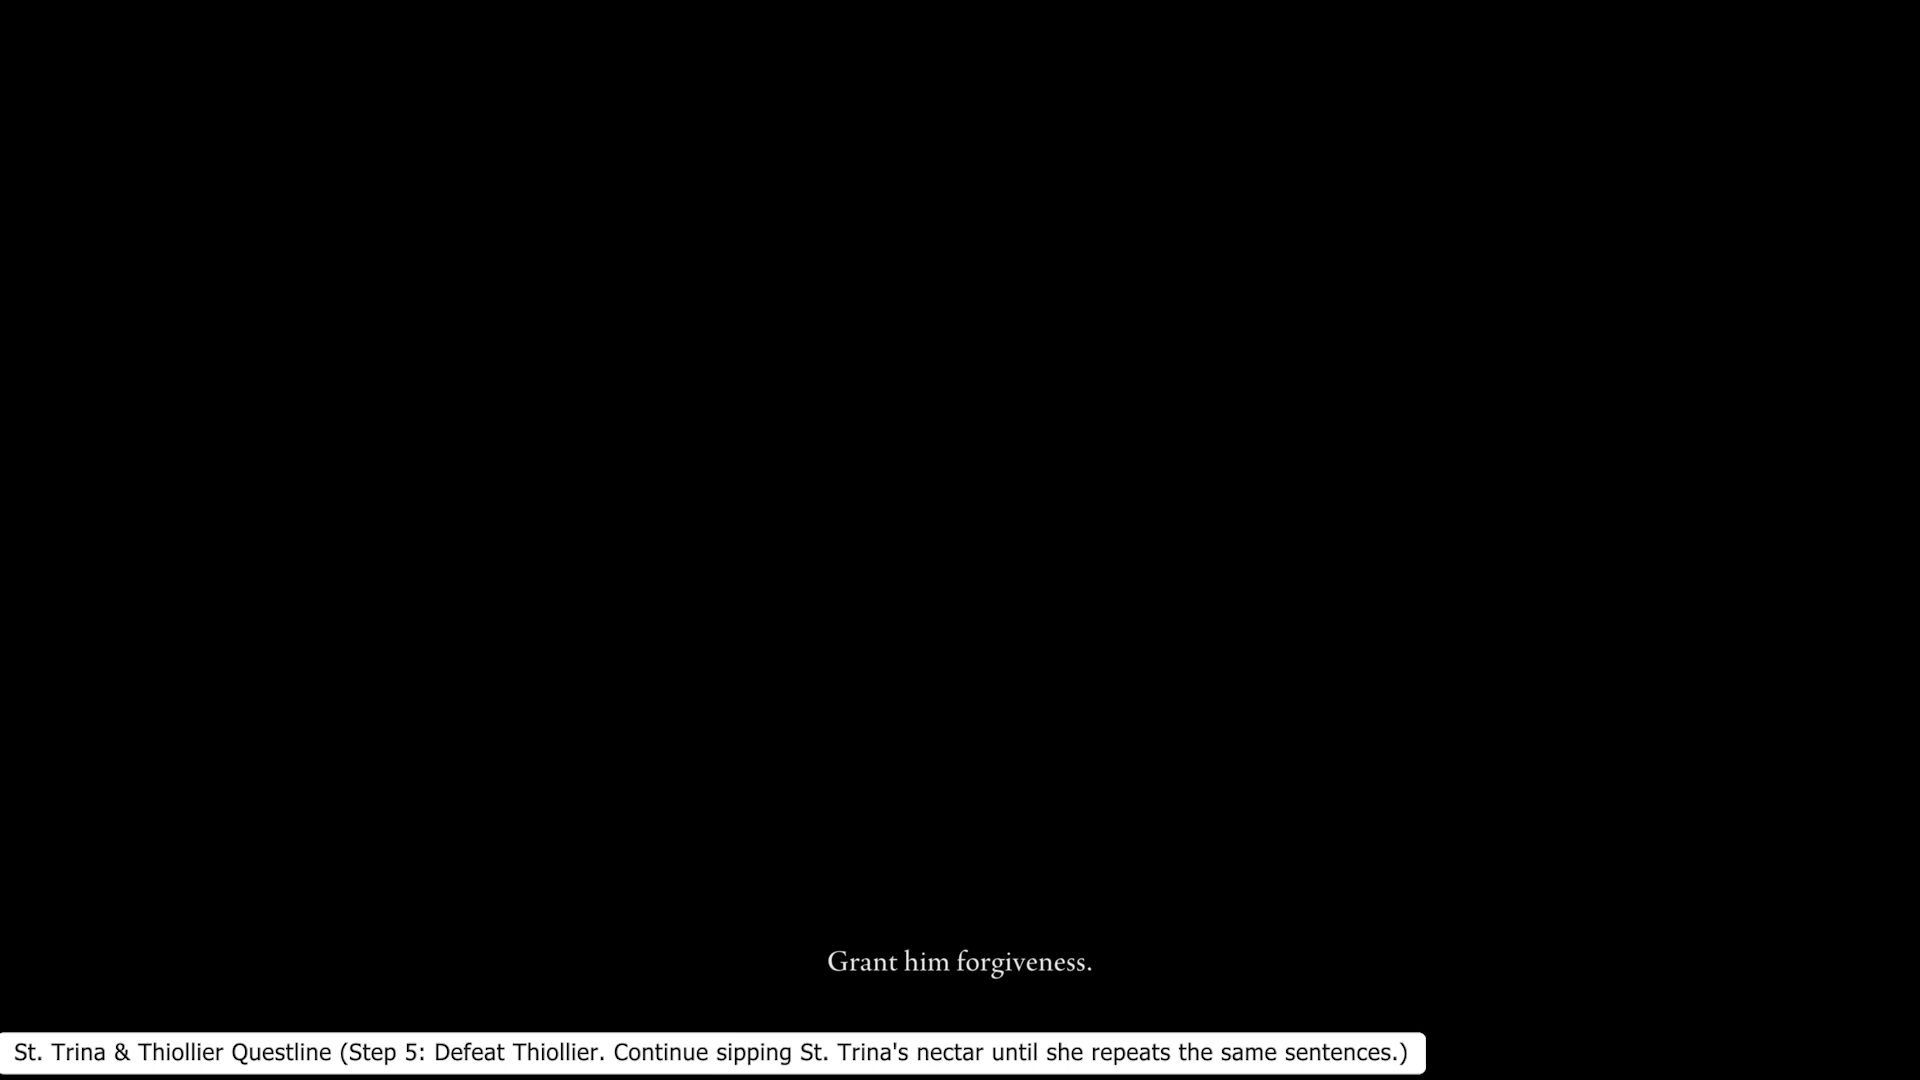 Grant him forgiveness.
St. Trina & Thiollier Questline (Step 5: Defeat Thiollier. Continue sipping St. Trina's nectar until she repeats the same sentences.)